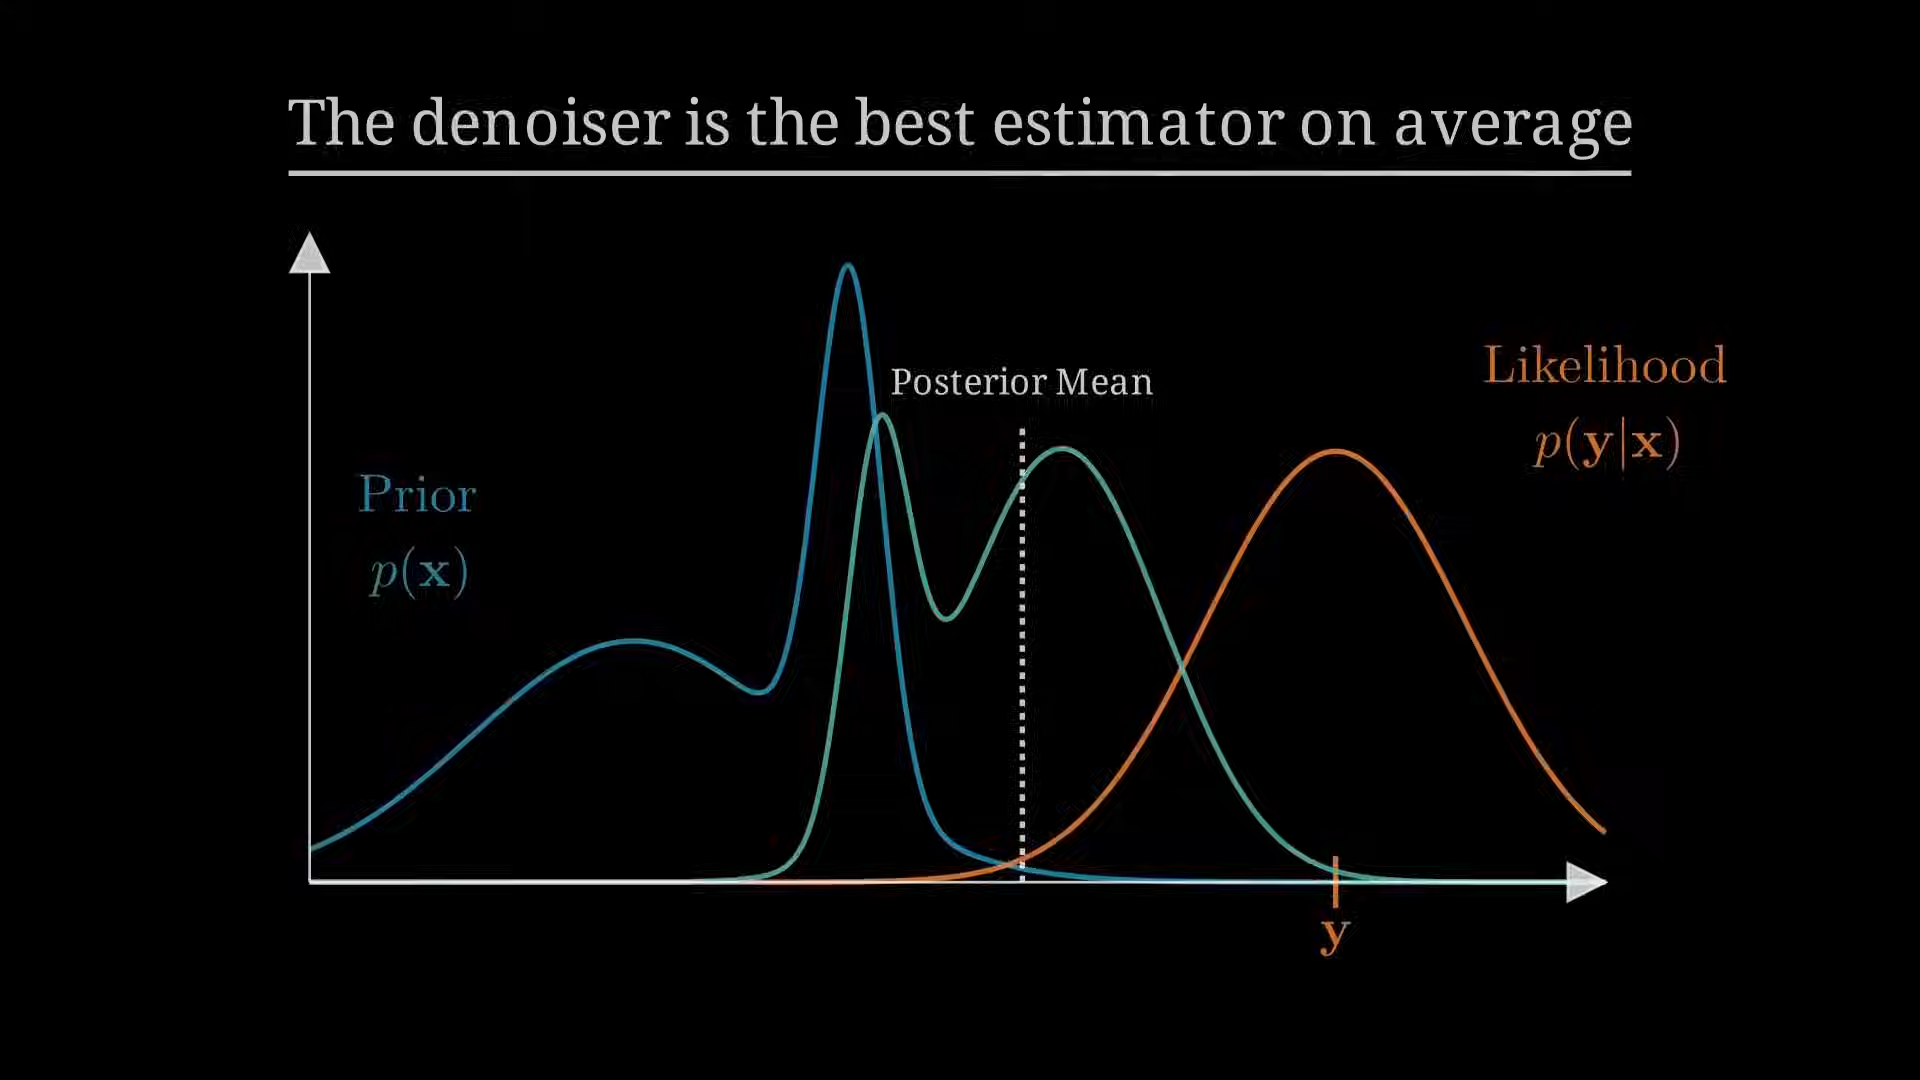 The denoiser is the best estimator on average
Posterior Mean
Likelihood
p(y|x)
Prior
p(x)
y